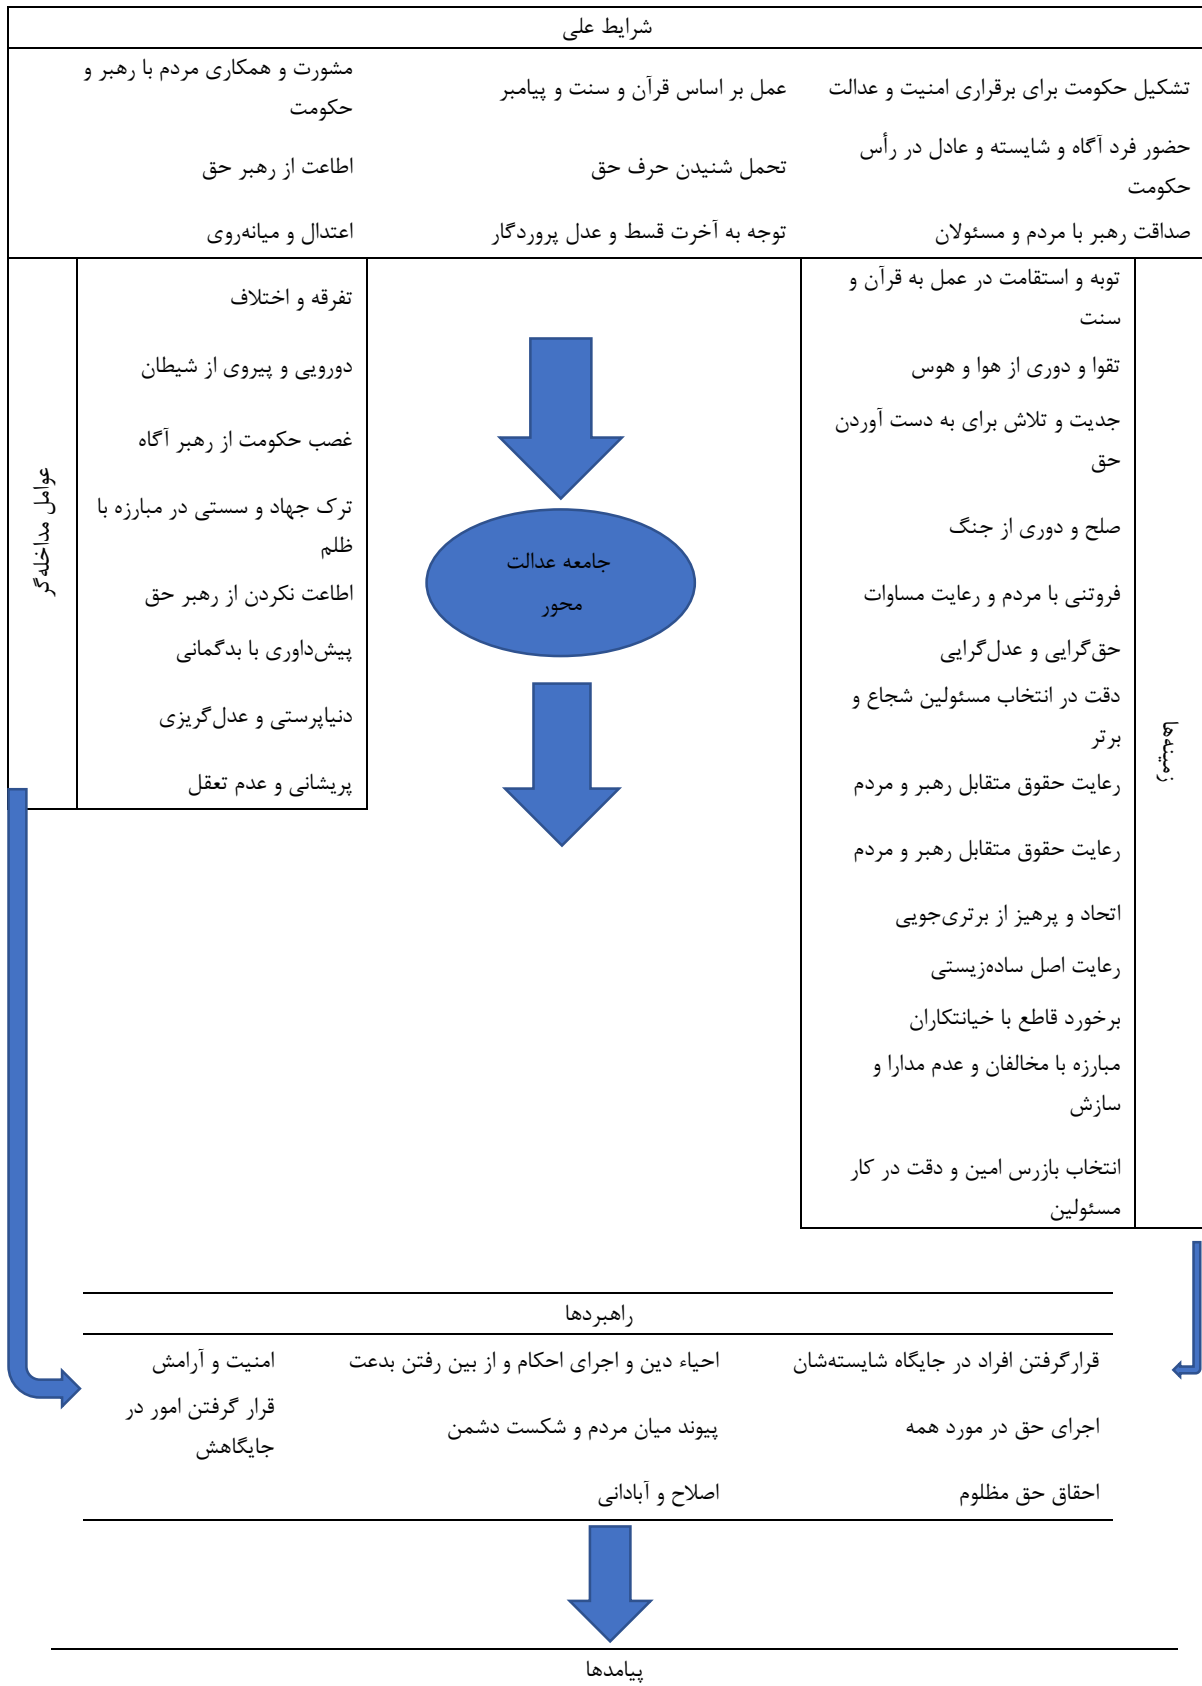 شرایط علی
تشکیل حکومت برای برقراری امنیت و عدالت
عمل بر اساس قرآن و سنت و پیامبر
مشورت و همکاری مردم با رهبر و
حکومت
حضور فرد آگاه و شایسته و عادل در رأس
حکومت
تحمل شنیدن حرف حق
اطاعت از رهبر حق
صداقت رهبر با مردم و مسئولان
توجه به آخرت قسط و عدل پروردگار
اعتدال و میانه‌روی
زمینه‌ها
توبه و استقامت در عمل به قرآن و
سنت
تقوا و دوری از هوا و هوس
جدیت و تلاش برای به دست آوردن
حق
صلح و دوری از جنگ
فروتنی با مردم و رعایت مساوات
حق‌گرایی و عدل‌گرایی
دقت در انتخاب مسئولین شجاع و
برتر
رعایت حقوق متقابل رهبر و مردم
رعایت حقوق متقابل رهبر و مردم
اتحاد و پرهیز از برتری‌جویی
رعایت اصل ساده‌زیستی
برخورد قاطع با خیانتکاران
مبارزه با مخالفان و عدم مدارا و
سازش
انتخاب بازرس امین و دقت در کار
مسئولین
جامعه عدالت
محور
تفرقه و اختلاف
دورویی و پیروی از شیطان
غصب حکومت از رهبر آگاه
ترک جهاد و سستی در مبارزه با
ظلم
اطاعت نکردن از رهبر حق
پیش‌داوری با بدگمانی
دنیاپرستی و عدل‌گریزی
پریشانی و عدم تعقل
عوامل مداخله‌گر
راهبردها
قرارگرفتن افراد در جایگاه شایسته‌شان
احیاء دین و اجرای احکام و از بین رفتن بدعت
امنیت و آرامش
اجرای حق در مورد همه
پیوند میان مردم و شکست دشمن
قرار گرفتن امور در
جایگاهش
احقاق حق مظلوم
اصلاح و آبادانی
پیامدها